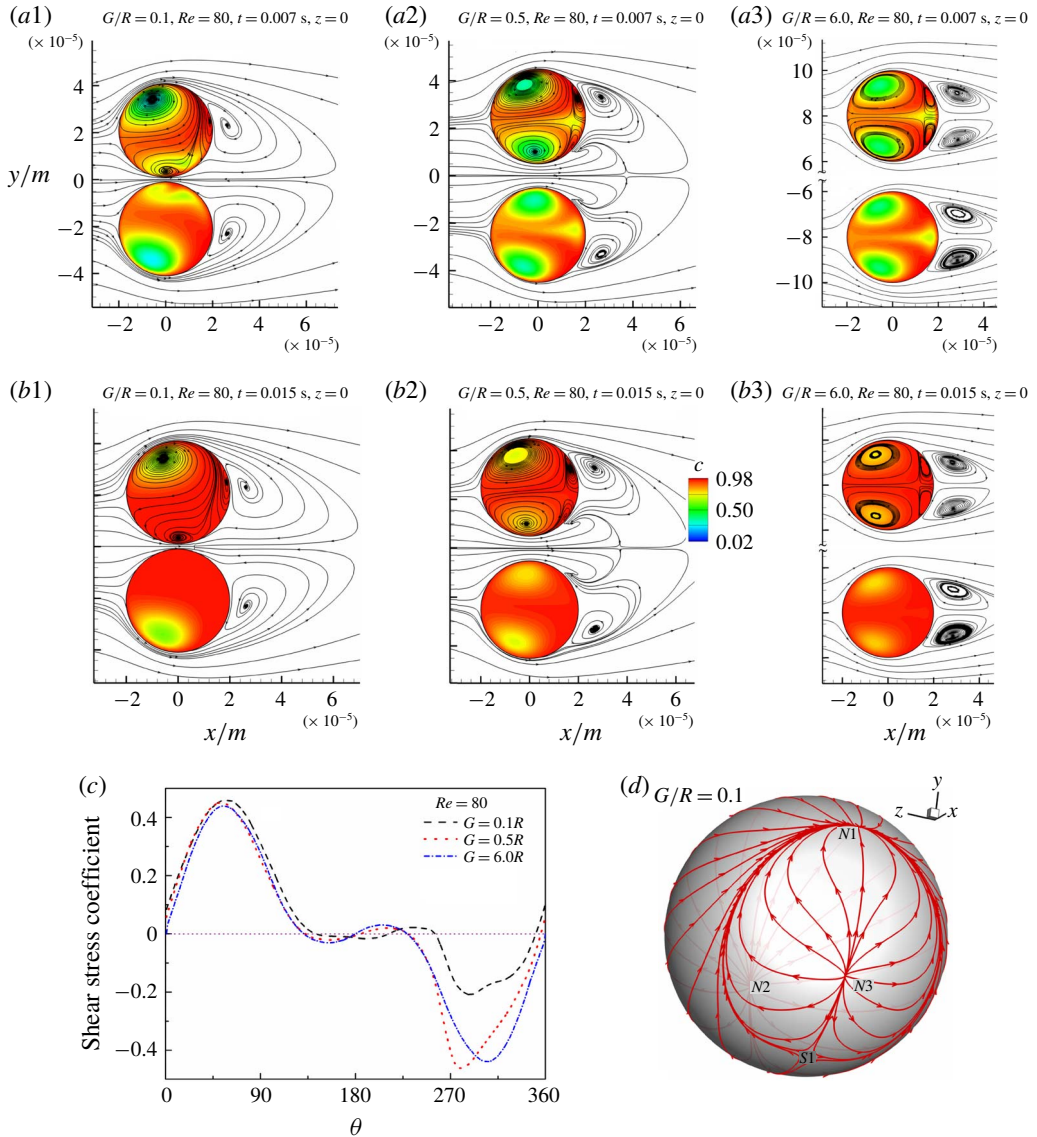 (a1) G/R = 0.1, Re = 80, t = 0.007 s, z = 0
(× 10−5)
4
2
y/m 0
−2
−4
−2 0 2 4 6
(× 10−5)
(a2) G/R = 0.5, Re = 80, t = 0.007 s, z = 0
(× 10−5)
4
2
0
−2
−4
−2 0 2 4 6
(× 10−5)
(a3) G/R = 6.0, Re = 80, t = 0.007 s, z = 0
(× 10−5)
10
8
6
−6
−8
−10
−2 0 2 4
(× 10−5)
(b1) G/R = 0.1, Re = 80, t = 0.015 s, z = 0
−2 0 2 4 6
(× 10−5)
x/m
(b2) G/R = 0.5, Re = 80, t = 0.015 s, z = 0
c
0.98
0.50
0.02
−2 0 2 4 6
(× 10−5)
x/m
(b3) G/R = 6.0, Re = 80, t = 0.015 s, z = 0
−2 0 2 4
(× 10−5)
x/m
(c)
Shear stress coefficient
0.4
0.2
0
−0.2
−0.4
Re = 80
G = 0.1R
G = 0.5R
G = 6.0R
0 90 180 270 360
θ
(d) G/R = 0.1
y
z x
N1
N2 N3
S1